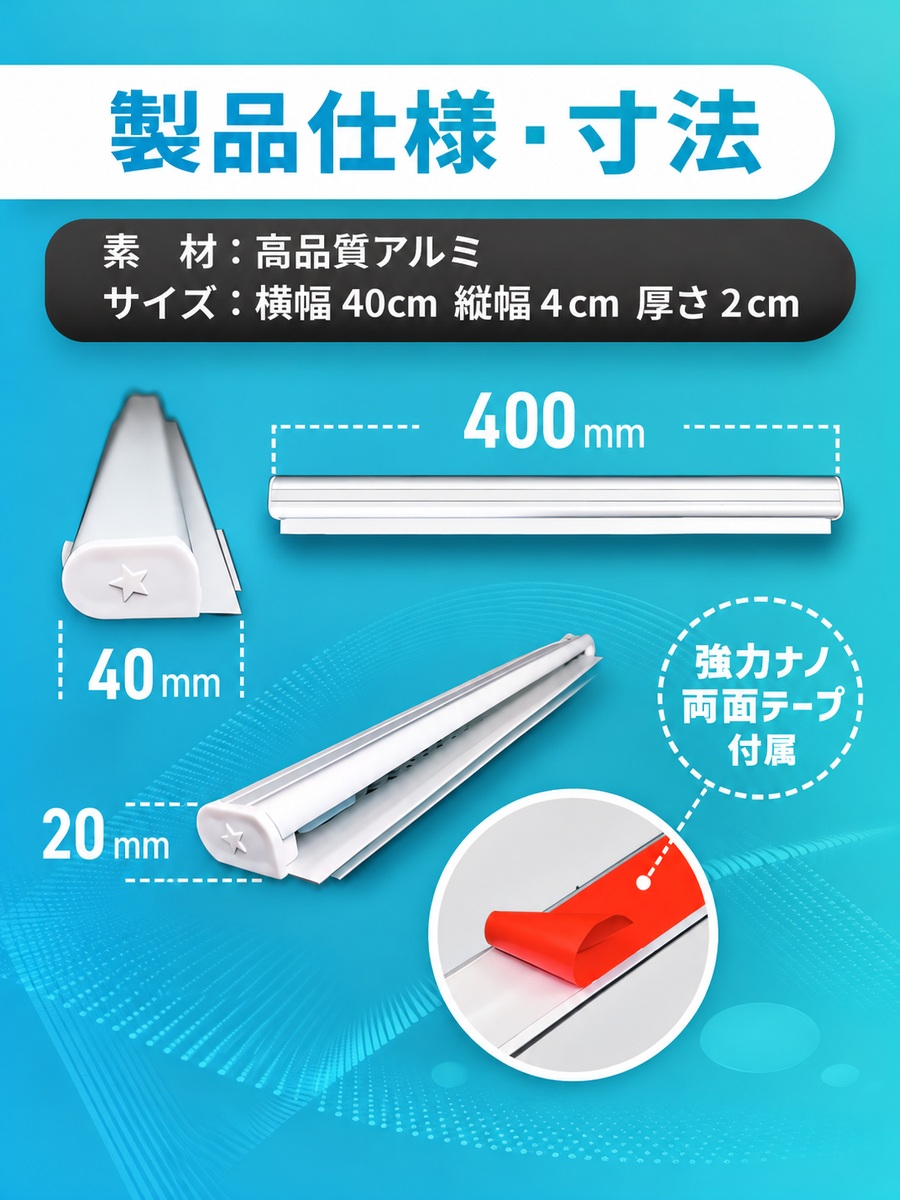 製品仕様・寸法
素　材：高品質アルミ
サイズ：横幅 40cm 縦幅 4cm 厚さ 2cm
400mm
40mm
強力ナノ
両面テープ
付属
20mm